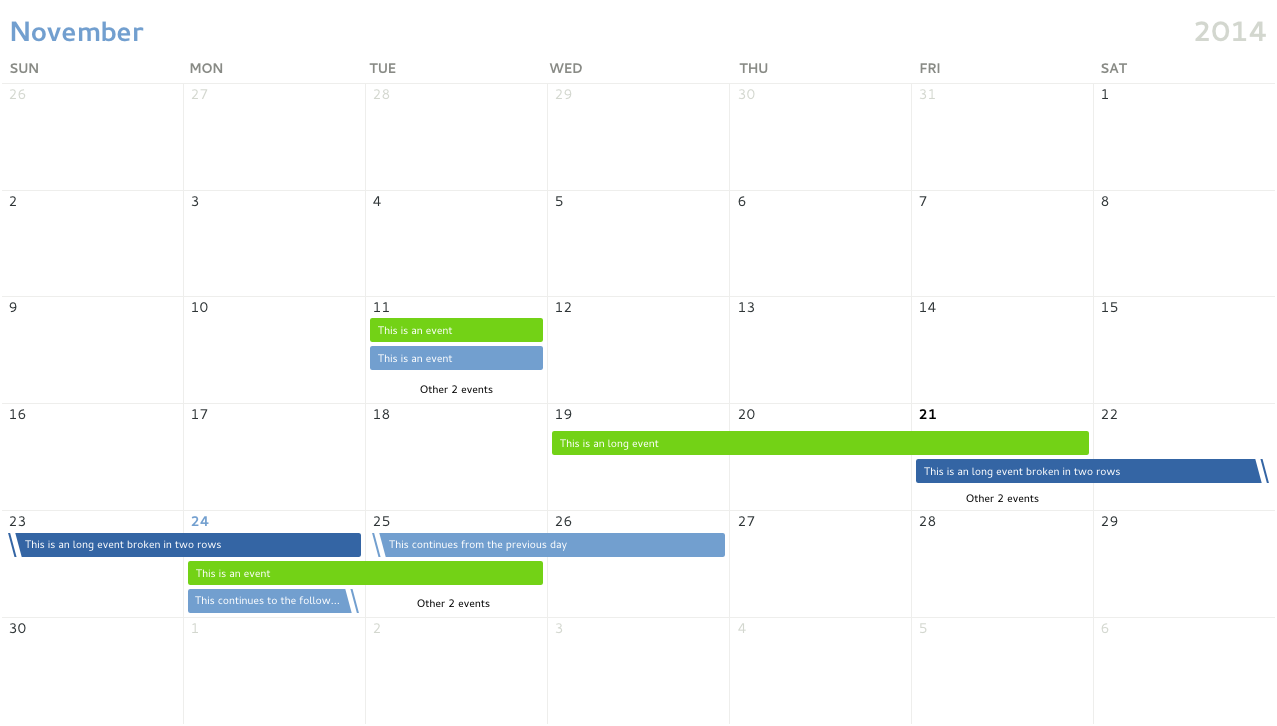 November 2014
SUN MON TUE WED THU FRI SAT
26 27 28 29 30 31 1
2 3 4 5 6 7 8
9 10 11 12 13 14 15
This is an event
This is an event
Other 2 events
16 17 18 19 20 21 22
This is an long event
This is an long event broken in two rows
Other 2 events
23 24 25 26 27 28 29
This is an long event broken in two rows This continues from the previous day
This is an event
This continues to the follow... Other 2 events
30 1 2 3 4 5 6